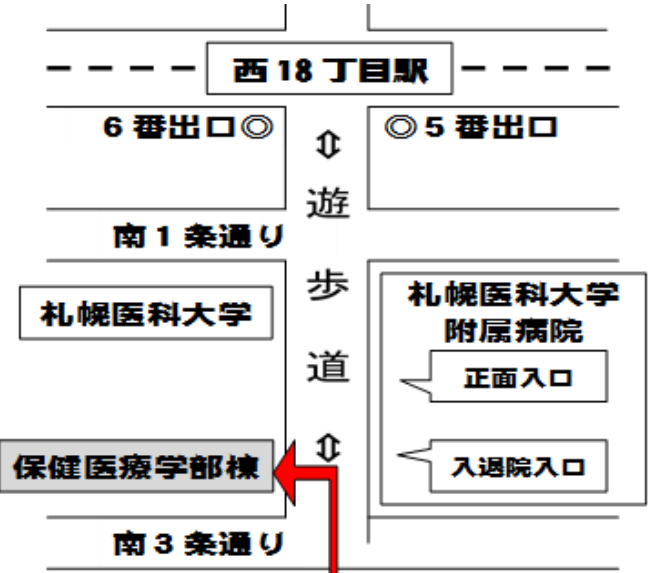 西18丁目駅
6番出口◎
◎5番出口
遊歩道
南1条通り
札幌医科大学
札幌医科大学
附属病院
正面入口
保健医療学部棟
入退院入口
南3条通り